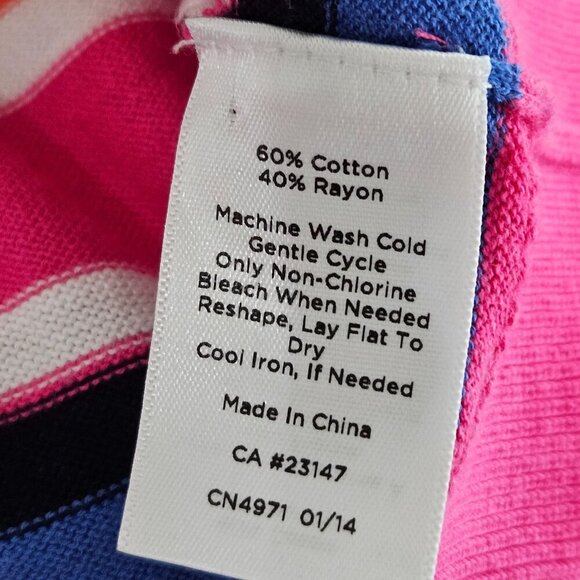 60% Cotton
40% Rayon
Machine Wash Cold
Gentle Cycle
Only Non-Chlorine
Bleach When Needed
Reshape, Lay Flat To
Dry
Cool Iron, If Needed
Made In China
CA #23147
CN4971 01/14